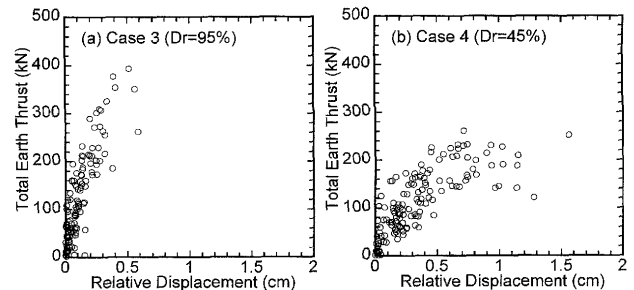 500
400
300
200
100
0
Total Earth Thrust (kN)
(a) Case 3 (Dr=95%)
0 0.5 1 1.5 2
Relative Displacement (cm)
500
400
300
200
100
0
Total Earth Thrust (kN)
(b) Case 4 (Dr=45%)
0 0.5 1 1.5 2
Relative Displacement (cm)